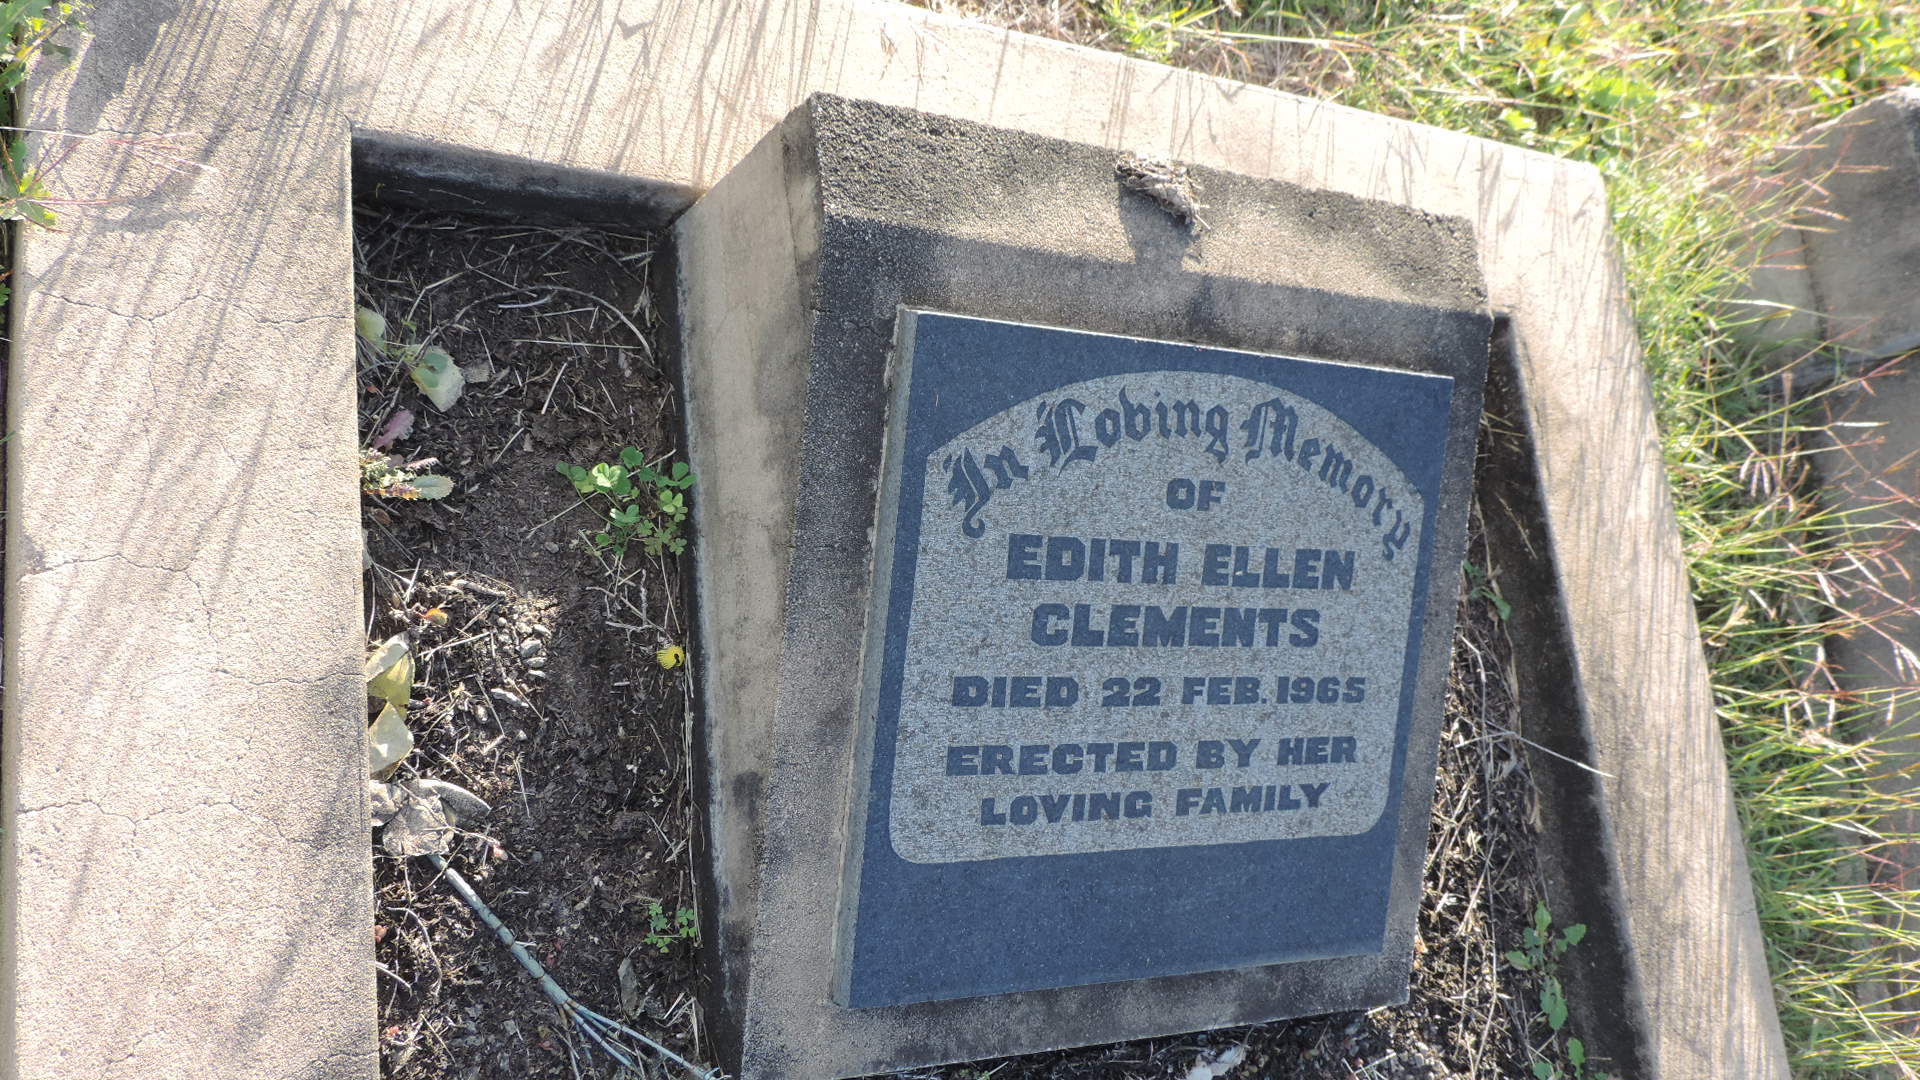 In Loving Memory
OF
EDITH ELLEN
CLEMENTS
DIED 22 FEB. 1965
ERECTED BY HER
LOVING FAMILY